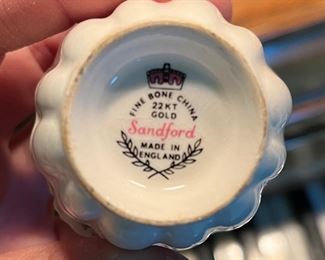 FINE BONE CHINA
22KT
GOLD
Sandford
MADE IN
ENGLAND